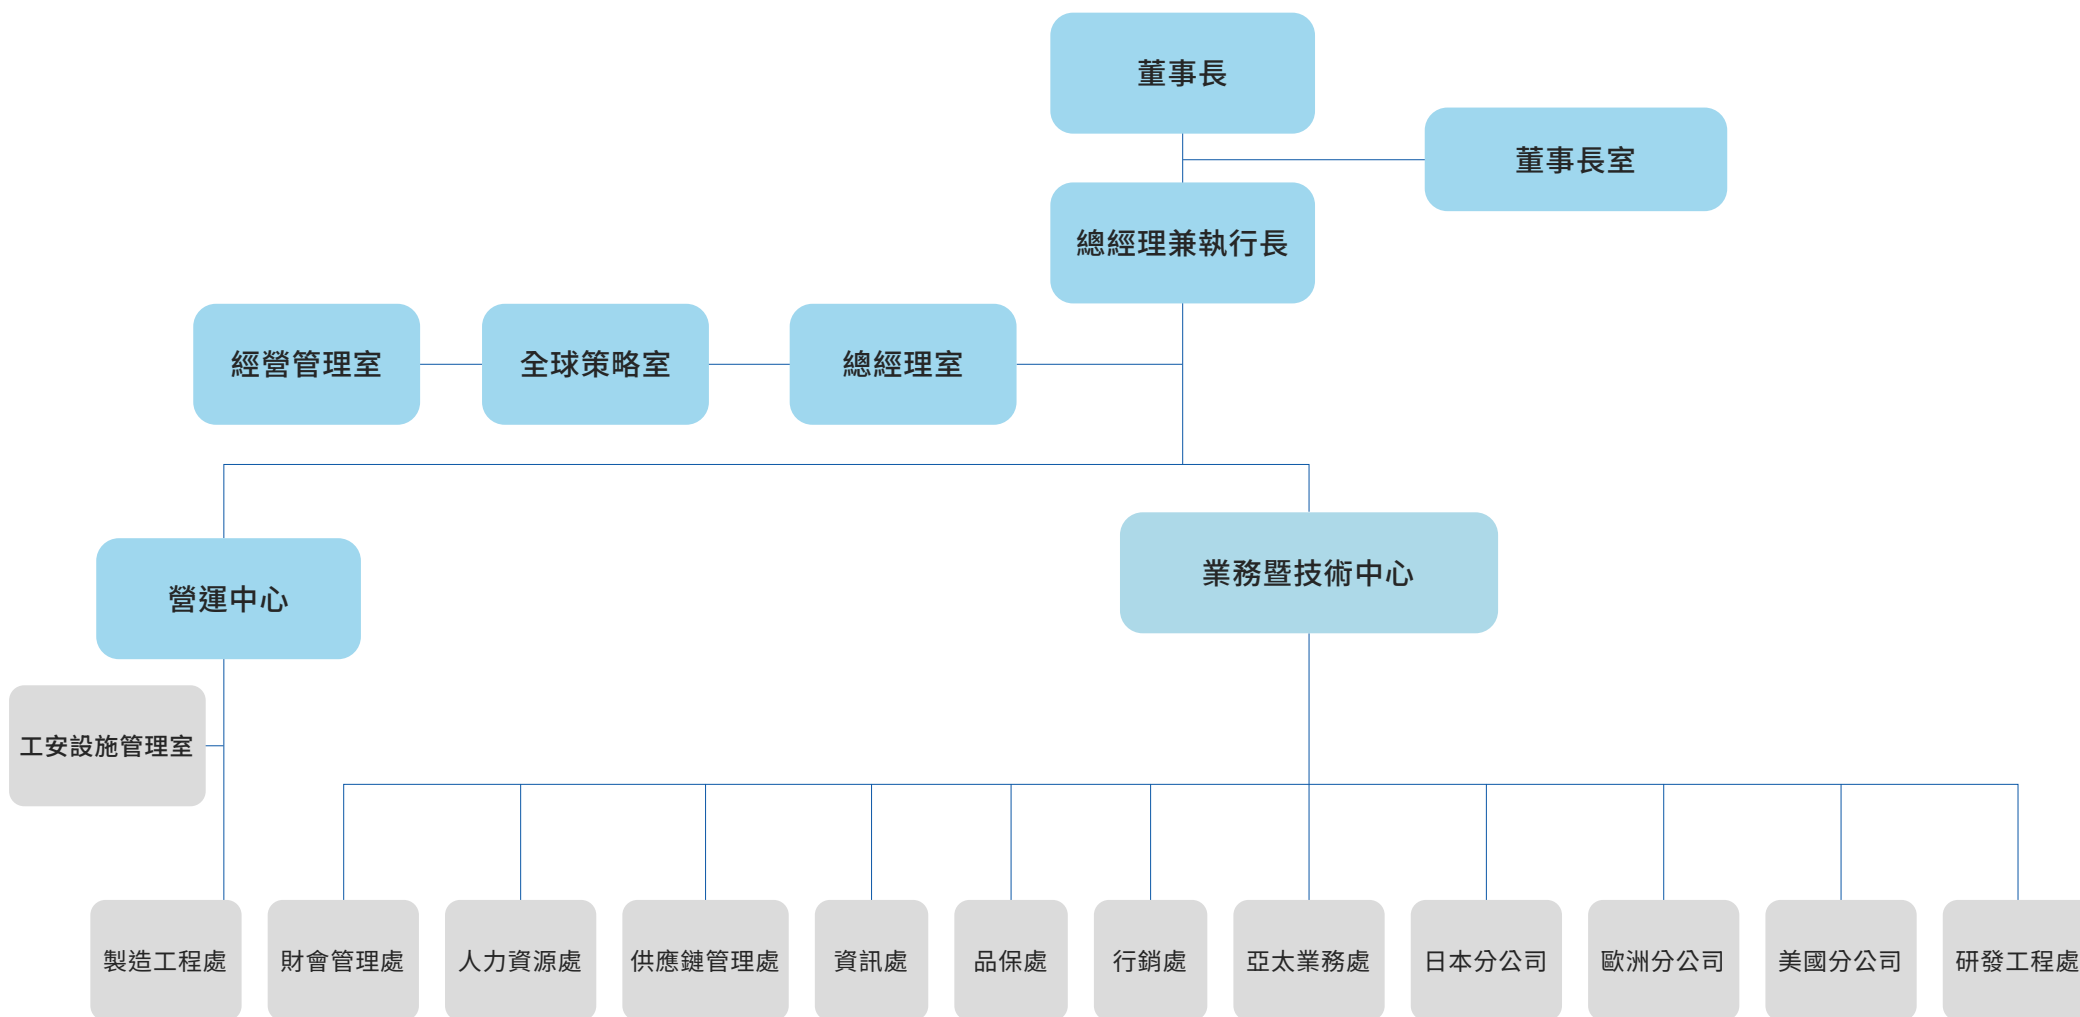 董事長
董事長室
總經理兼執行長
經營管理室
全球策略室
總經理室
營運中心
業務暨技術中心
工安設施管理室
製造工程處
財會管理處
人力資源處
供應鏈管理處
資訊處
品保處
行銷處
亞太業務處
日本分公司
歐洲分公司
美國分公司
研發工程處